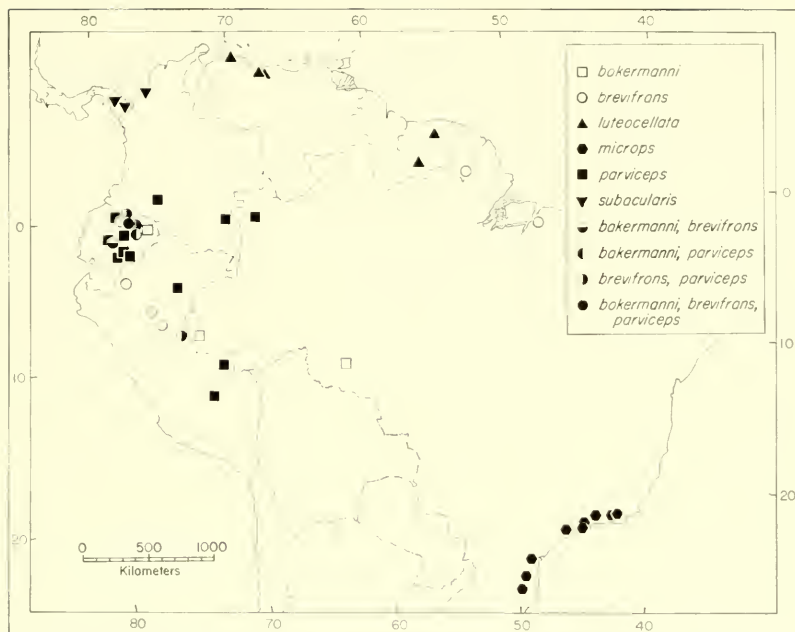 80 70 60 50 40
bokermanni
brevifrons
luteocellata
microps
parviceps
subocularis
bokermanni, brevifrons
bokermanni, parviceps
brevifrons, parviceps
bokermanni, brevifrons,
parviceps
0 0
10 10
20 20
0 500 1000
Kilometers
80 70 60 50 40